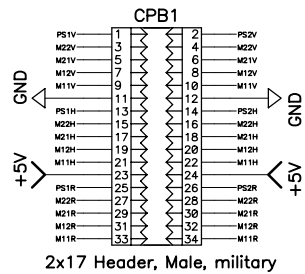 CPB1
PS1V 1 2 PS2V
M22V 3 4 M22V
M21V 5 6 M21V
M12V 7 8 M12V
M11V 9 10 M11V
GND 11 12 GND
PS1H 13 14 PS2H
M22H 15 16 M22H
M21H 17 18 M21H
M12H 19 20 M12H
M11H 21 22 M11H
+5V 23 24 +5V
PS1R 25 26 PS2R
M22R 27 28 M22R
M21R 29 30 M21R
M12R 31 32 M12R
M11R 33 34 M11R
2x17 Header, Male, military